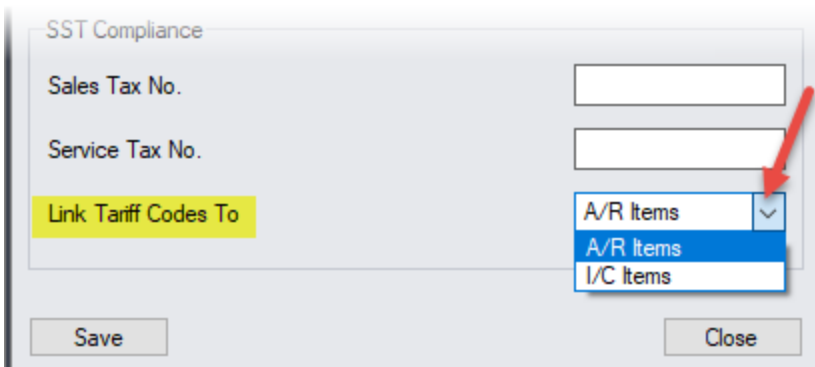 SST Compliance
Sales Tax No.
Service Tax No.
Link Tariff Codes To
A/R Items
A/R Items
I/C Items
Save
Close